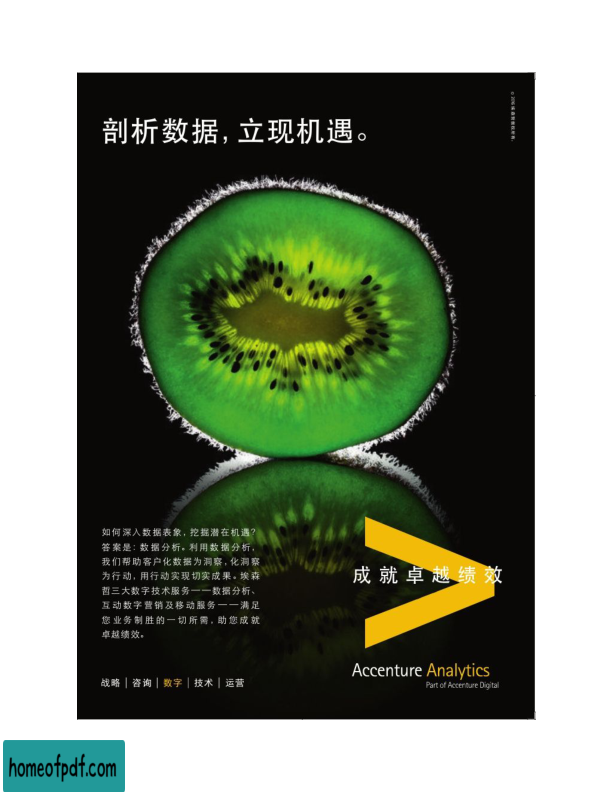 剖析数据，立现机遇。
如何深入数据表象，挖掘潜在机遇？
答案是：数据分析。利用数据分析，
我们帮助客户化数据为洞察，化洞察
为行动，用行动实现切实成果。埃森
哲三大数字技术服务——数据分析、
互动数字营销及移动服务——满足
您业务制胜的一切所需，助您成就
卓越绩效。
成就卓越绩效
Accenture Analytics
Part of Accenture Digital
战略 | 咨询 | 数字 | 技术 | 运营
homeofpdf.com